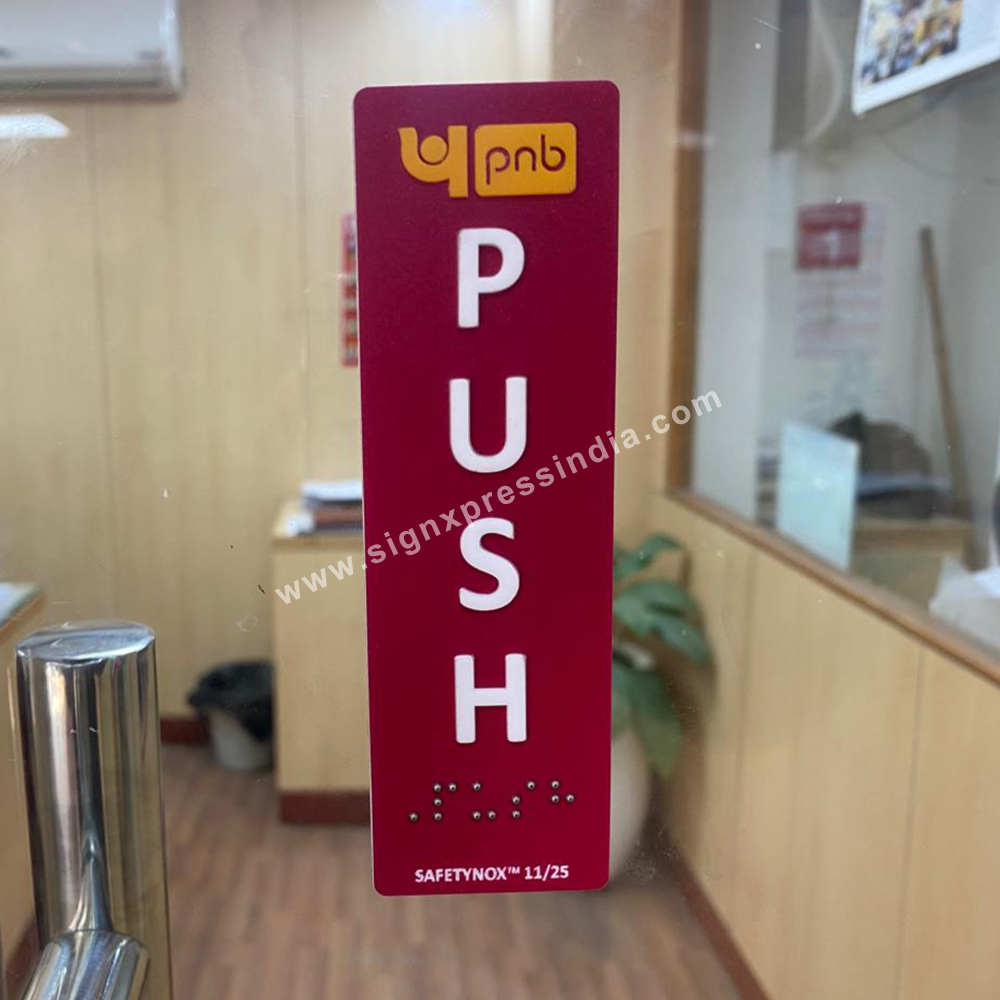 प pnb
PUSH
⠠⠏⠥⠎⠓
SAFETYNOX™ 11/25
www.signxpressindia.com